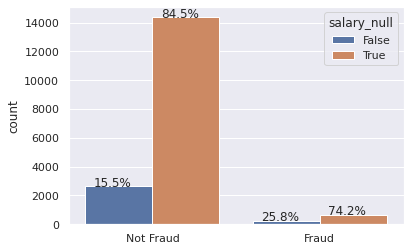 14000
12000
10000
8000
6000
4000
2000
0
count
84.5%
15.5%
25.8%
74.2%
salary_null
False
True
Not Fraud
Fraud